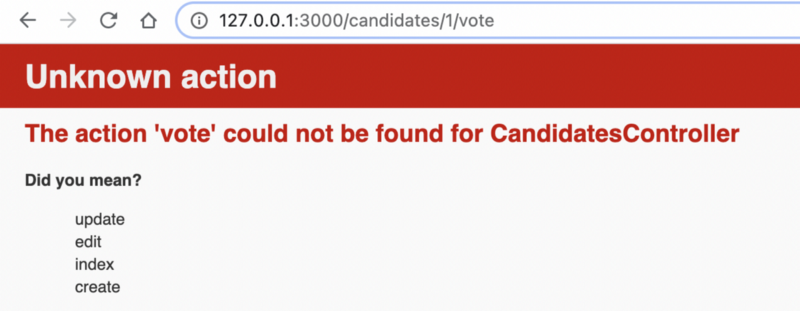 127.0.0.1:3000/candidates/1/vote
Unknown action
The action 'vote' could not be found for CandidatesController
Did you mean?
update
edit
index
create